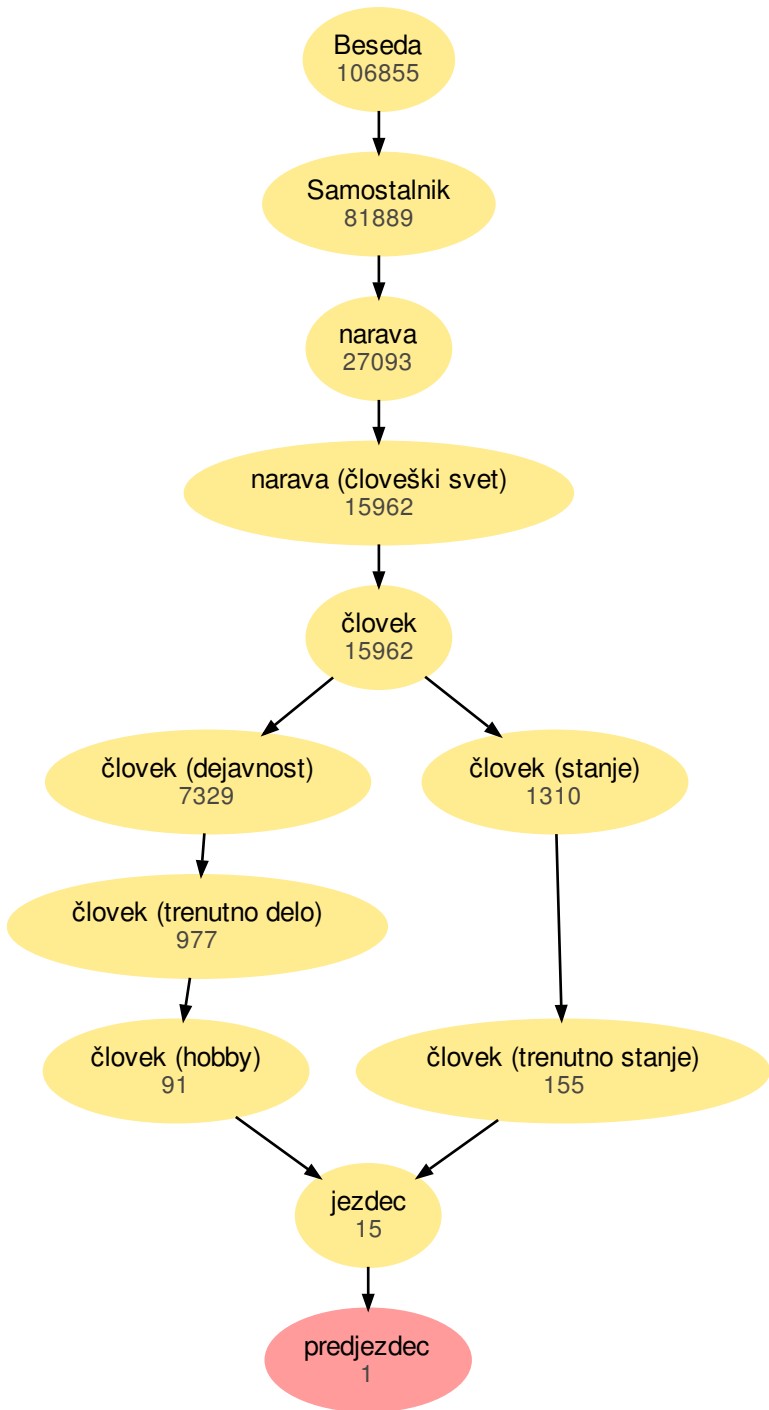 Beseda
106855
Samostalnik
81889
narava
27093
narava (človeški svet)
15962
človek
15962
človek (dejavnost)
7329
človek (stanje)
1310
človek (trenutno delo)
977
človek (hobby)
91
človek (trenutno stanje)
155
jezdec
15
predjezdec
1